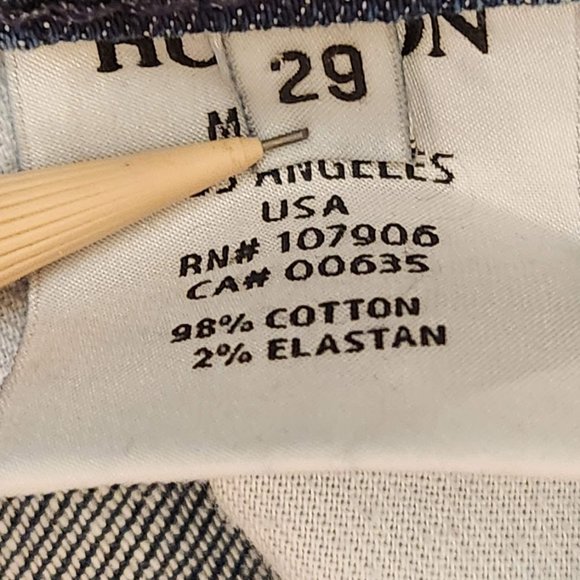 29
ANGELES
USA
RN# 107906
CA# 00635
98% COTTON
2% ELASTAN